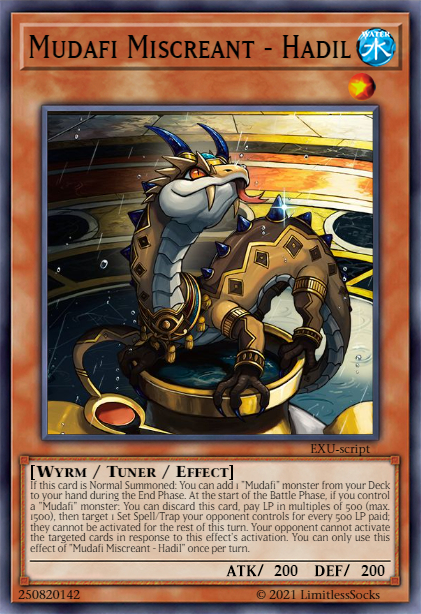 Mudafi Miscreant - Hadil
WATER
水
EXU-script
[Wyrm / Tuner / Effect]
If this card is Normal Summoned: You can add 1 "Mudafi" monster from your Deck
to your hand during the End Phase. At the start of the Battle Phase, if you control
a "Mudafi" monster: You can discard this card, pay LP in multiples of 500 (max.
1500), then target 1 Set Spell/Trap your opponent controls for every 500 LP paid;
they cannot be activated for the rest of this turn. Your opponent cannot activate
the targeted cards in response to this effect's activation. You can only use this
effect of "Mudafi Miscreant - Hadil" once per turn.
ATK/ 200 DEF/ 200
250820142
© 2021 LimitlessSocks